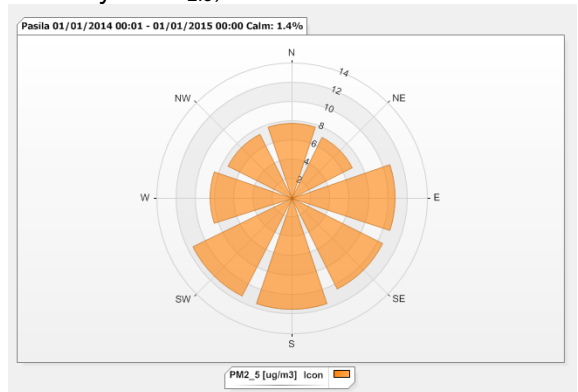 Pasila 01/01/2014 00:01 - 01/01/2015 00:00 Calm: 1.4%
N
14
NW
12
NE
10
8
6
4
2
W
E
SW
SE
S
PM2_5 [ug/m3] Icon